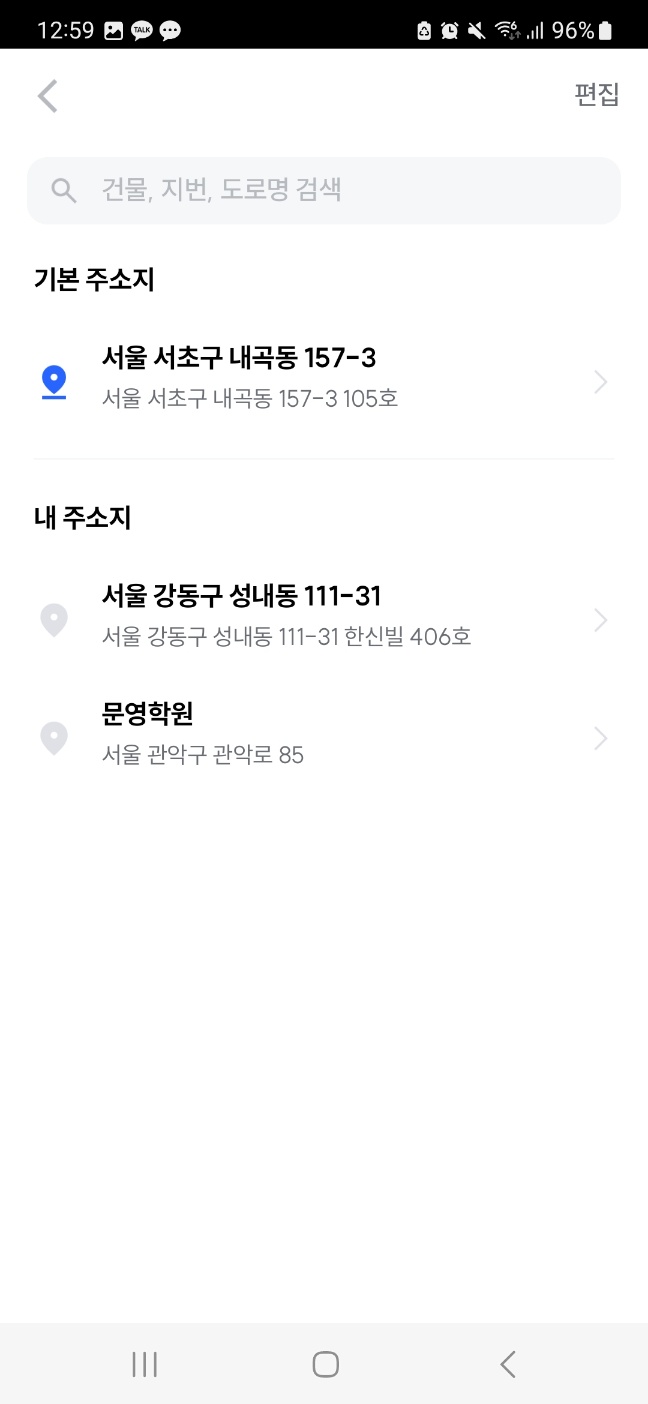 12:59 TALK 6 96%
편집
건물, 지번, 도로명 검색
기본 주소지
서울 서초구 내곡동 157-3
서울 서초구 내곡동 157-3 105호
내 주소지
서울 강동구 성내동 111-31
서울 강동구 성내동 111-31 한신빌 406호
문영학원
서울 관악구 관악로 85